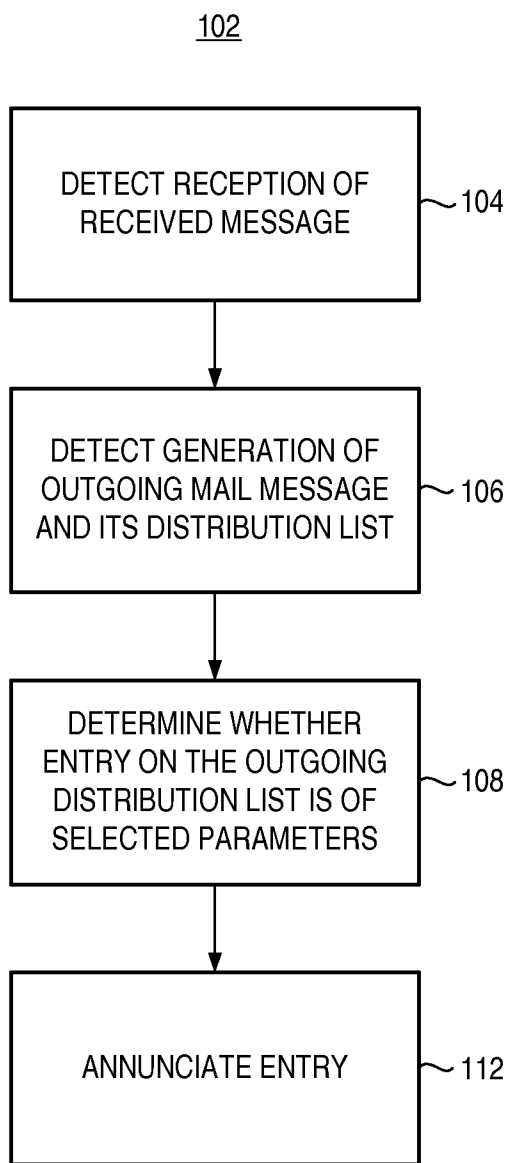 102
DETECT RECEPTION OF
RECEIVED MESSAGE
104
DETECT GENERATION OF
OUTGOING MAIL MESSAGE
AND ITS DISTRIBUTION LIST
106
DETERMINE WHETHER
ENTRY ON THE OUTGOING
DISTRIBUTION LIST IS OF
SELECTED PARAMETERS
108
ANNUNCIATE ENTRY
112